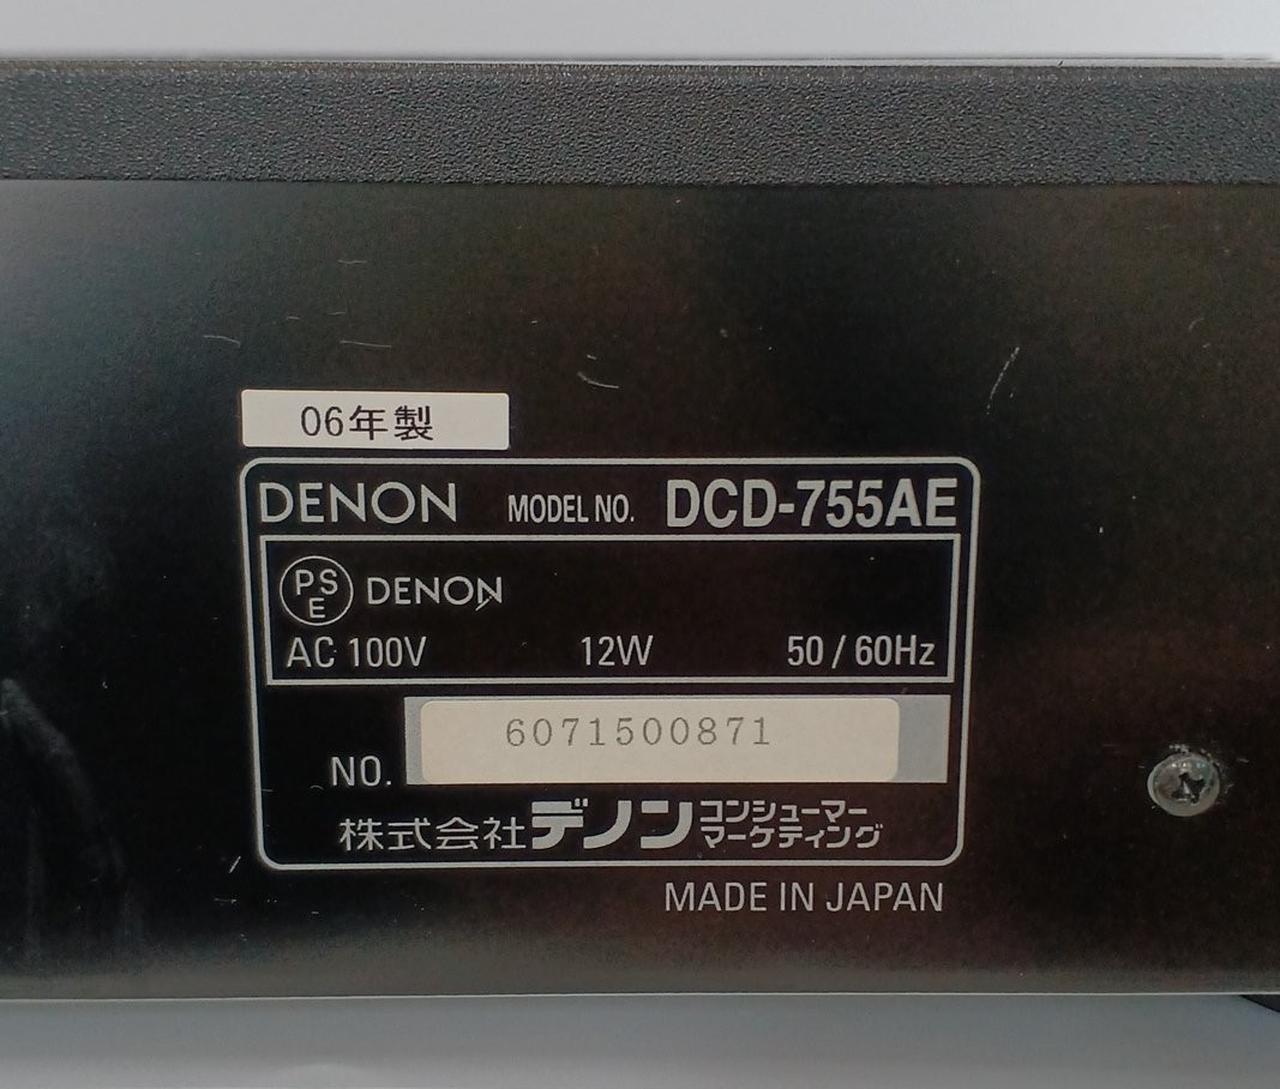 06年製
DENON MODEL NO. DCD-755AE
PSE DENON
AC 100V 12W 50 / 60Hz
6071500871
NO.
株式会社デノン コンシューマー
マーケティング
MADE IN JAPAN